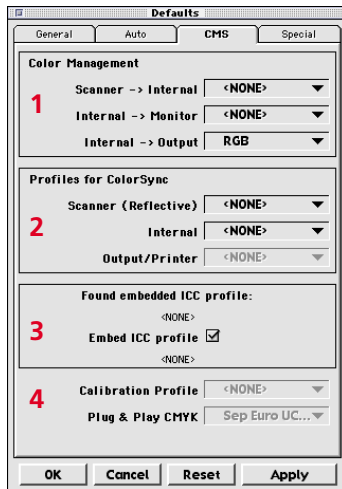 Defaults
General Auto CMS Special
Color Management
Scanner -> Internal <NONE>
1
Internal -> Monitor <NONE>
Internal -> Output RGB
Profiles for ColorSync
Scanner (Reflective) <NONE>
2
Internal <NONE>
Output/Printer <NONE>
Found embedded ICC profile:
<NONE>
3
Embed ICC profile
<NONE>
4
Calibration Profile <NONE>
Plug & Play CMYK Sep Euro UC...
OK Cancel Reset Apply